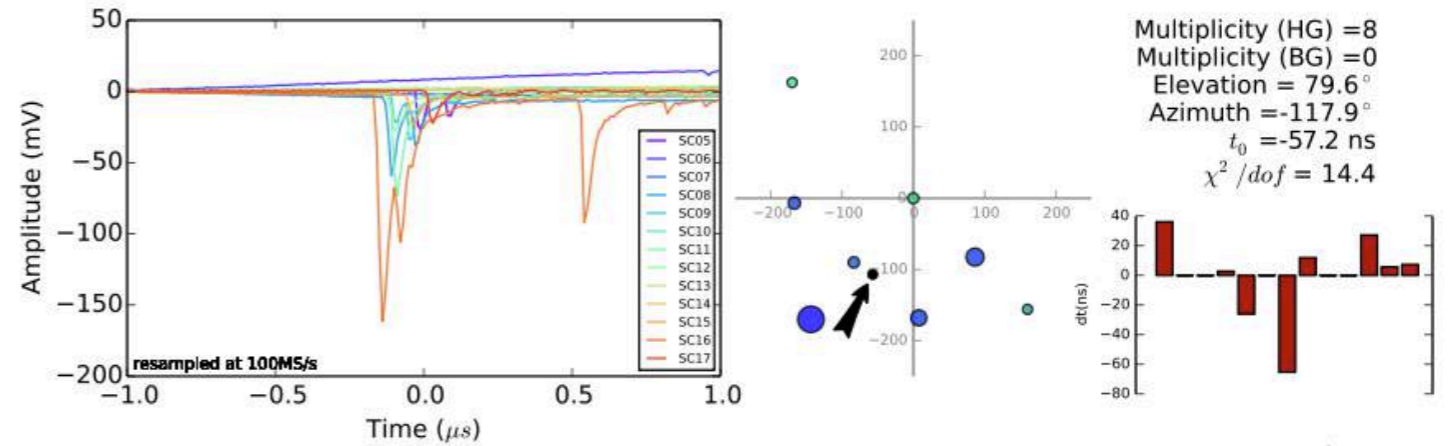 50
0
−50
−100
−150
−200
−1.0
−0.5
0.0
0.5
1.0
Amplitude (mV)
Time (μs)
resampled at 100MS/s
SC05
SC06
SC07
SC08
SC09
SC10
SC11
SC12
SC13
SC14
SC15
SC16
SC17
200
100
0
−100
−200
−200
−100
0
100
200
Multiplicity (HG) =8
Multiplicity (BG) =0
Elevation = 79.6°
Azimuth =-117.9°
t₀ =-57.2 ns
χ² /dof = 14.4
40
20
0
−20
−40
−60
−80
dt(ns)